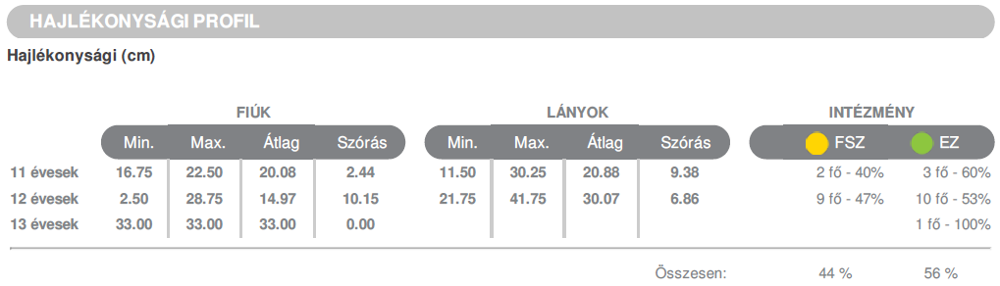 HAJLÉKONYSÁGI PROFIL
Hajlékonysági (cm)
FIÚK LÁNYOK INTÉZMÉNY
Min. Max. Átlag Szórás Min. Max. Átlag Szórás FSZ EZ
11 évesek 16.75 22.50 20.08 2.44 11.50 30.25 20.88 9.38 2 fő - 40% 3 fő - 60%
12 évesek 2.50 28.75 14.97 10.15 21.75 41.75 30.07 6.86 9 fő - 47% 10 fő - 53%
13 évesek 33.00 33.00 33.00 0.00 1 fő - 100%
Összesen: 44 % 56 %